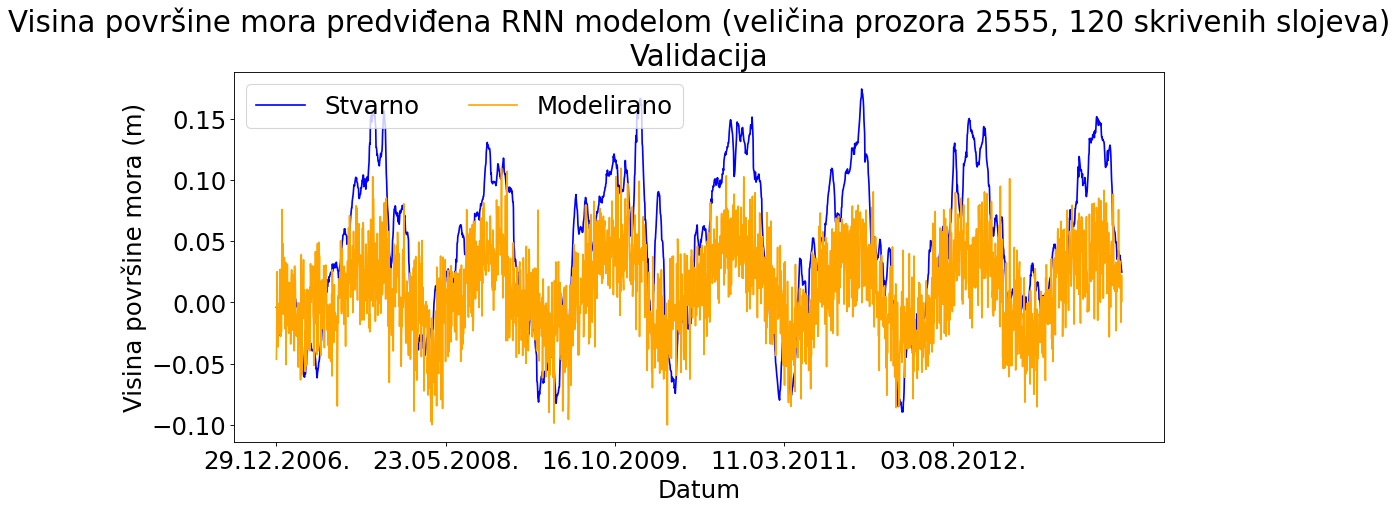 Visina površine mora predviđena RNN modelom (veličina prozora 2555, 120 skrivenih slojeva)
Validacija
Stvarno Modelirano
Visina površine mora (m)
0.15
0.10
0.05
0.00
−0.05
−0.10
29.12.2006. 23.05.2008. 16.10.2009. 11.03.2011. 03.08.2012.
Datum